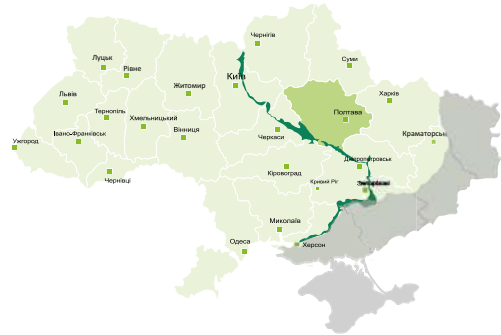 Чернігів
Суми
Луцьк
Рівне
Київ
Житомир
Львів
Харків
Полтава
Тернопіль
Хмельницький
Івано-Франківськ
Вінниця
Черкаси
Краматорськ
Ужгород
Дніпропетровськ
Кіровоград
Чернівці
Кривий Ріг
Миколаїв
Одеса
Херсон